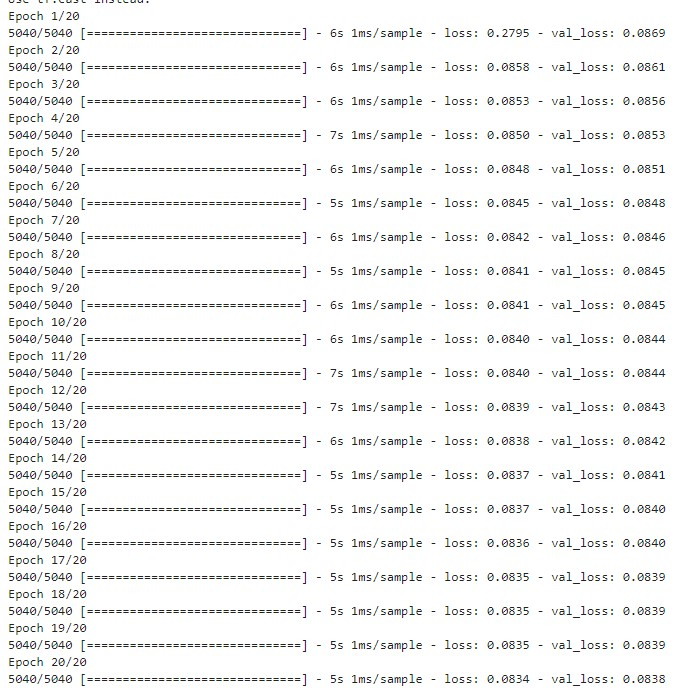 Use tf.cast instead.
Epoch 1/20
5040/5040 [==============================] - 6s 1ms/sample - loss: 0.2795 - val_loss: 0.0869
Epoch 2/20
5040/5040 [==============================] - 6s 1ms/sample - loss: 0.0858 - val_loss: 0.0861
Epoch 3/20
5040/5040 [==============================] - 6s 1ms/sample - loss: 0.0853 - val_loss: 0.0856
Epoch 4/20
5040/5040 [==============================] - 7s 1ms/sample - loss: 0.0850 - val_loss: 0.0853
Epoch 5/20
5040/5040 [==============================] - 6s 1ms/sample - loss: 0.0848 - val_loss: 0.0851
Epoch 6/20
5040/5040 [==============================] - 5s 1ms/sample - loss: 0.0845 - val_loss: 0.0848
Epoch 7/20
5040/5040 [==============================] - 6s 1ms/sample - loss: 0.0842 - val_loss: 0.0846
Epoch 8/20
5040/5040 [==============================] - 5s 1ms/sample - loss: 0.0841 - val_loss: 0.0845
Epoch 9/20
5040/5040 [==============================] - 6s 1ms/sample - loss: 0.0841 - val_loss: 0.0845
Epoch 10/20
5040/5040 [==============================] - 6s 1ms/sample - loss: 0.0840 - val_loss: 0.0844
Epoch 11/20
5040/5040 [==============================] - 7s 1ms/sample - loss: 0.0840 - val_loss: 0.0844
Epoch 12/20
5040/5040 [==============================] - 7s 1ms/sample - loss: 0.0839 - val_loss: 0.0843
Epoch 13/20
5040/5040 [==============================] - 6s 1ms/sample - loss: 0.0838 - val_loss: 0.0842
Epoch 14/20
5040/5040 [==============================] - 5s 1ms/sample - loss: 0.0837 - val_loss: 0.0841
Epoch 15/20
5040/5040 [==============================] - 5s 1ms/sample - loss: 0.0837 - val_loss: 0.0840
Epoch 16/20
5040/5040 [==============================] - 5s 1ms/sample - loss: 0.0836 - val_loss: 0.0840
Epoch 17/20
5040/5040 [==============================] - 5s 1ms/sample - loss: 0.0835 - val_loss: 0.0839
Epoch 18/20
5040/5040 [==============================] - 5s 1ms/sample - loss: 0.0835 - val_loss: 0.0839
Epoch 19/20
5040/5040 [==============================] - 5s 1ms/sample - loss: 0.0835 - val_loss: 0.0839
Epoch 20/20
5040/5040 [==============================] - 5s 1ms/sample - loss: 0.0834 - val_loss: 0.0838